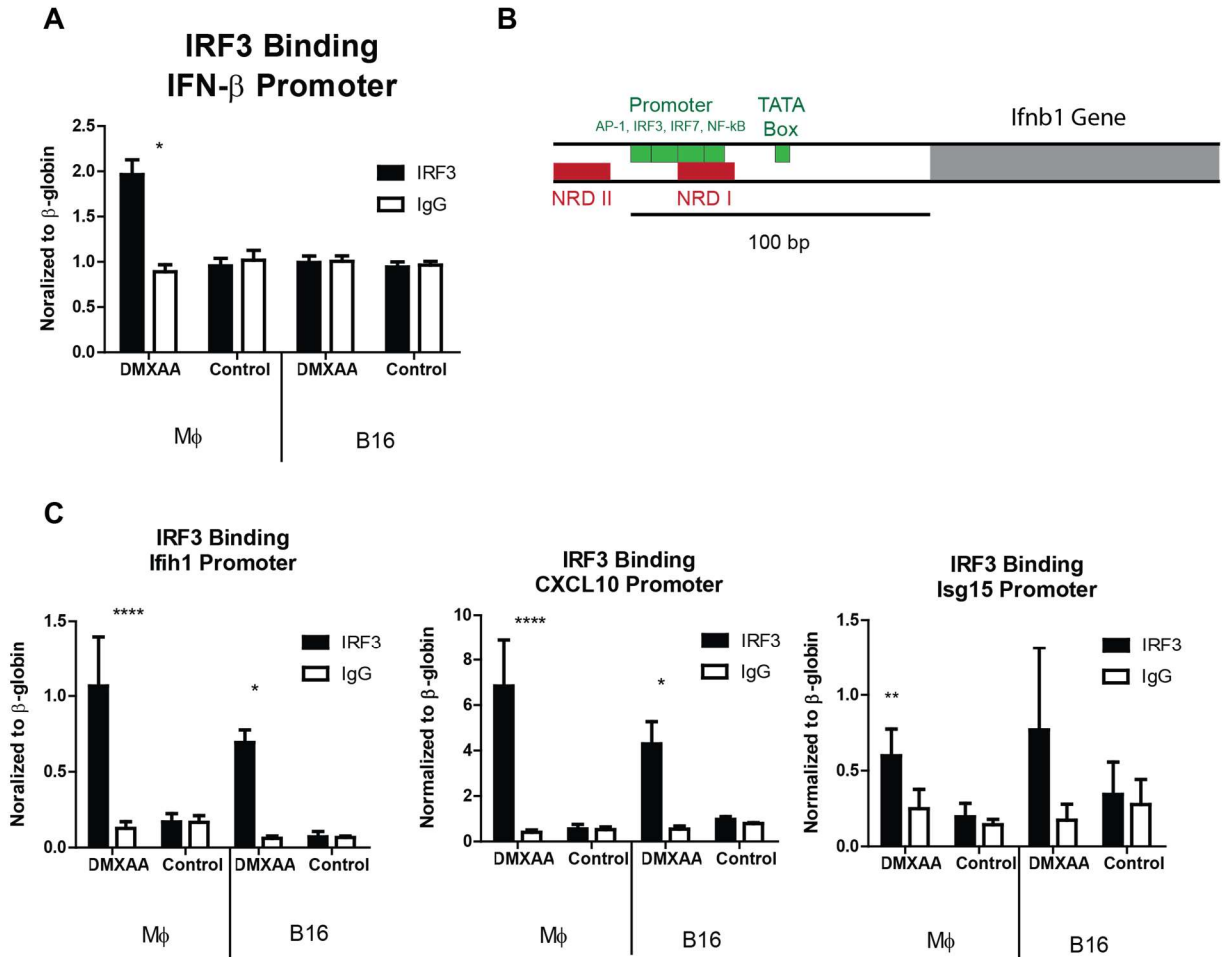 A
IRF3 Binding
IFN-β Promoter
Noralized to β-globin
2.5
2.0
1.5
1.0
0.5
0.0
*
IRF3
IgG
DMXAA
Control
DMXAA
Control
Mϕ
B16
B
Promoter
AP-1, IRF3, IRF7, NF-kB
TATA
Box
Ifnb1 Gene
NRD II
NRD I
100 bp
C
IRF3 Binding
Ifih1 Promoter
Noralized to β-globin
1.5
1.0
0.5
0.0
****
*
IRF3
IgG
DMXAA
Control
DMXAA
Control
Mϕ
B16
IRF3 Binding
CXCL10 Promoter
Normalized to β-globin
10
8
6
4
2
0
****
*
IRF3
IgG
DMXAA
Control
DMXAA
Control
Mϕ
B16
IRF3 Binding
Isg15 Promoter
Normalized to β-globin
1.5
1.0
0.5
0.0
**
IRF3
IgG
DMXAA
Control
DMXAA
Control
Mϕ
B16